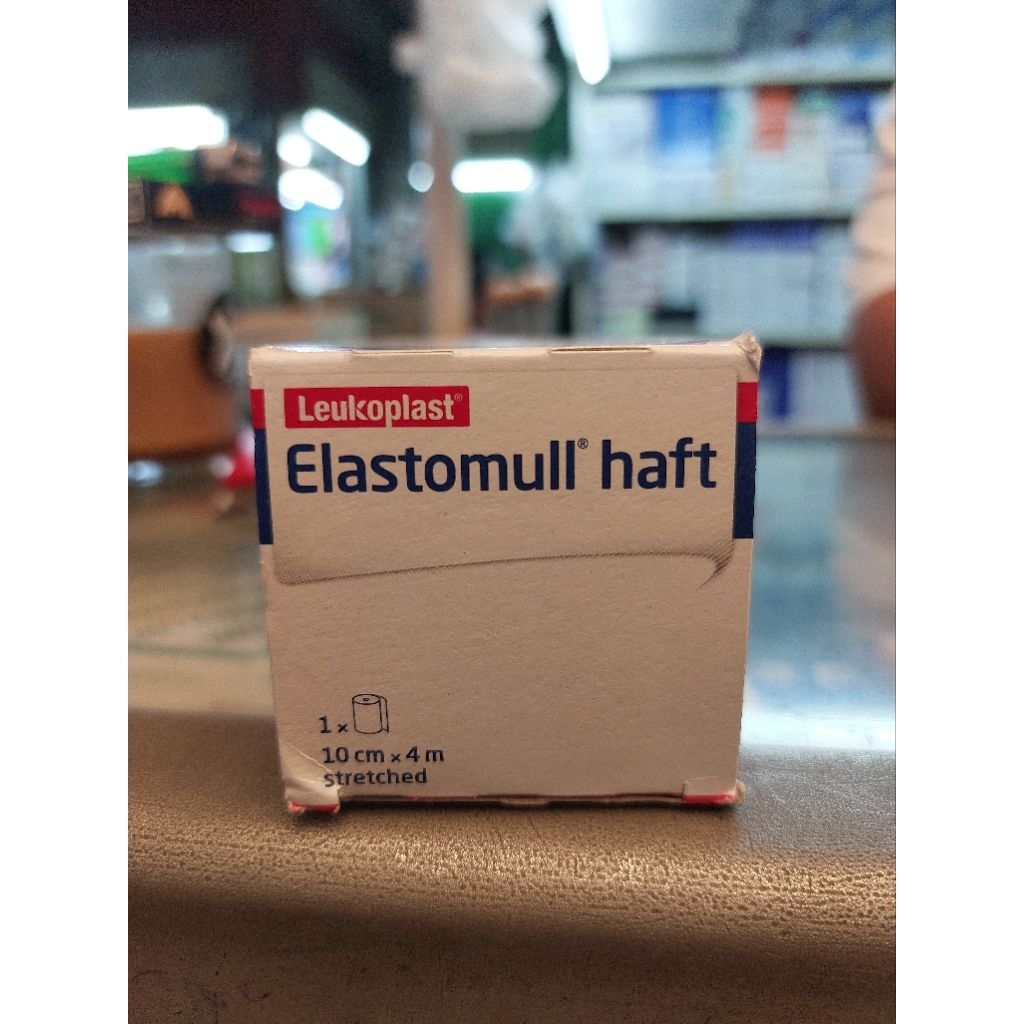 Leukoplast®
Elastomull® haft
1 x
10 cm x 4 m
stretched